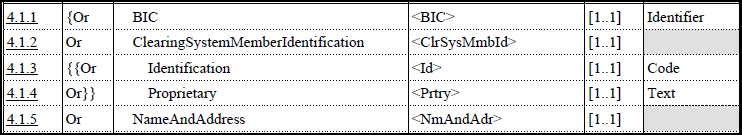 4.1.1 {Or BIC <BIC> [1..1] Identifier
4.1.2 Or ClearingSystemMemberIdentification <ClrSysMmbId> [1..1]
4.1.3 {{Or Identification <Id> [1..1] Code
4.1.4 Or}} Proprietary <Prtry> [1..1] Text
4.1.5 Or NameAndAddress <NmAndAdr> [1..1]